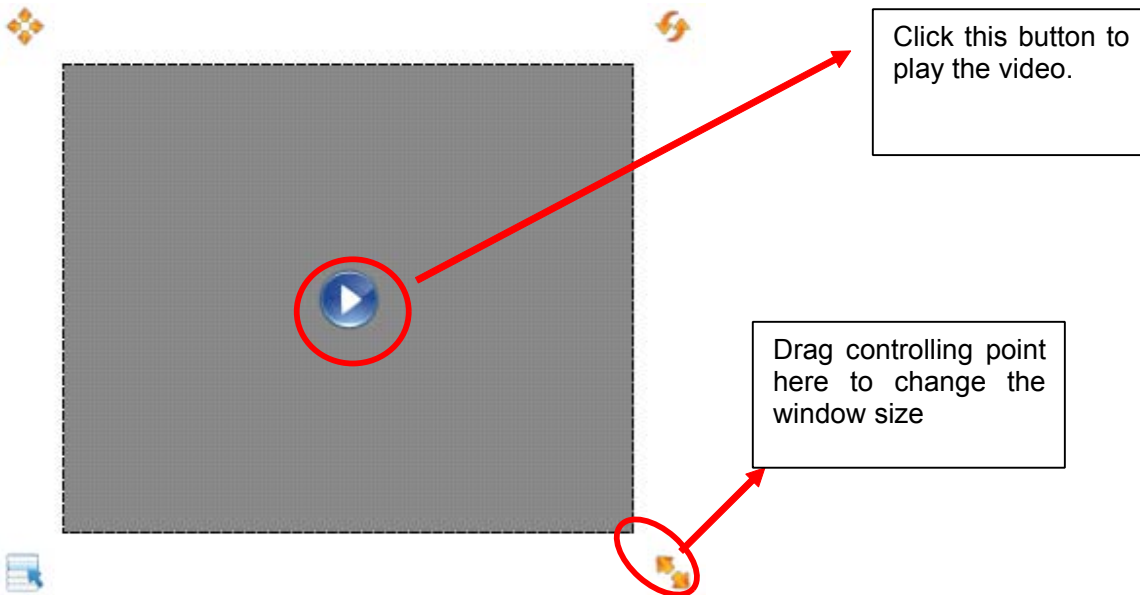 Click this button to
play the video.
Drag controlling point
here to change the
window size